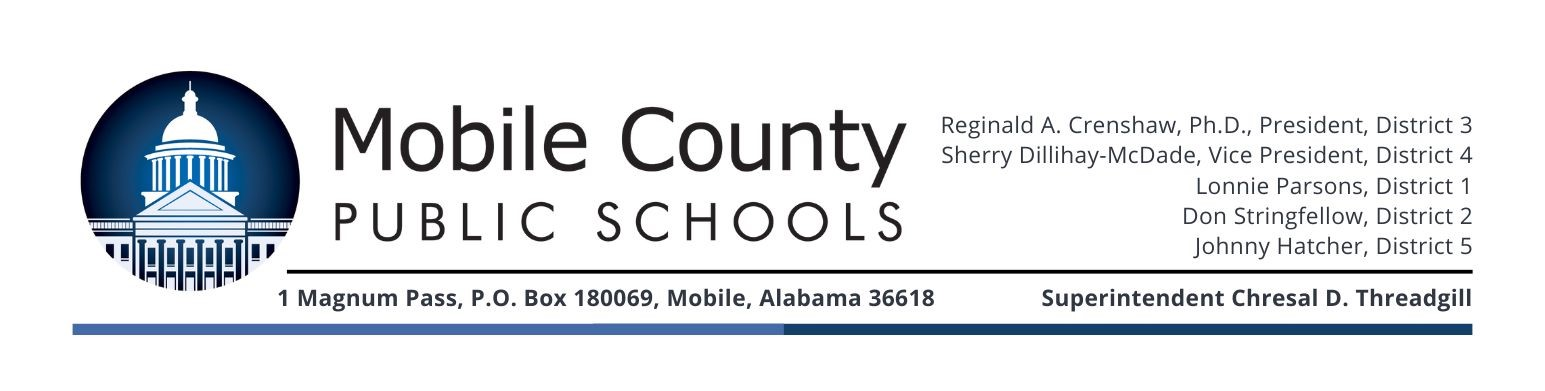 Mobile County
PUBLIC SCHOOLS
Reginald A. Crenshaw, Ph.D., President, District 3
Sherry Dillihay-McDade, Vice President, District 4
Lonnie Parsons, District 1
Don Stringfellow, District 2
Johnny Hatcher, District 5
1 Magnum Pass, P.O. Box 180069, Mobile, Alabama 36618
Superintendent Chresal D. Threadgill